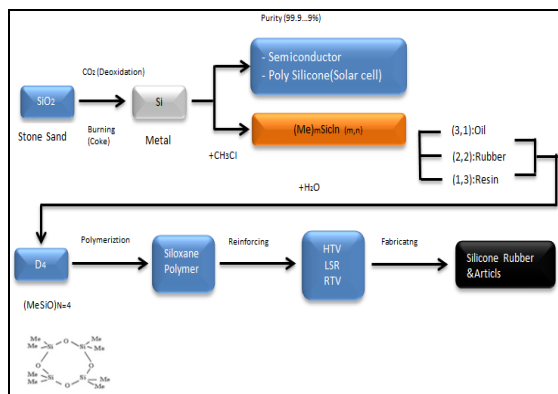 Purity (99.9...9%)
- Semiconductor
- Poly Silicone(Solar cell)
CO₂ (Deoxidation)
SiO₂
Si
Stone Sand
Burning
(Coke)
Metal
+CH₃Cl
(Me)mSicln (m,n)
(3,1):Oil
(2,2):Rubber
(1,3):Resin
+H₂O
D₄
Polymeriztion
Siloxane
Polymer
Reinforcing
HTV
LSR
RTV
Fabricatng
Silicone Rubber
&Articls
(MeSiO)N=4
Me Me
Me Si O Si Me
O O
Me Si O Si Me
Me Me